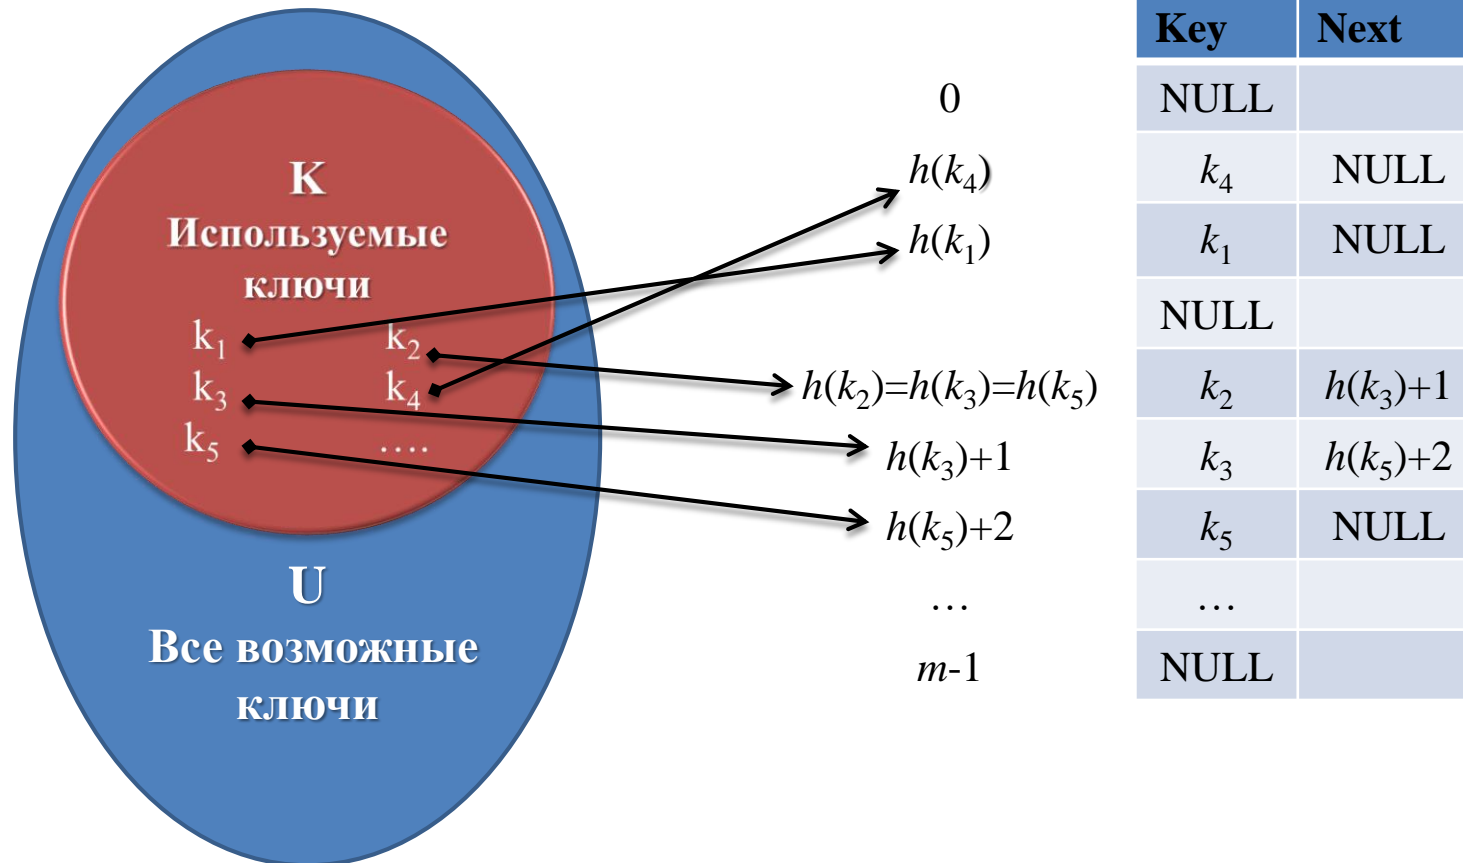 K
Используемые
ключи
k₁ k₂
k₃ k₄
k₅ ….
U
Все возможные
ключи
0
h(k₄)
h(k₁)
h(k₂)=h(k₃)=h(k₅)
h(k₃)+1
h(k₅)+2
…
m-1
Key Next
NULL
k₄ NULL
k₁ NULL
NULL
k₂ h(k₃)+1
k₃ h(k₅)+2
k₅ NULL
…
NULL